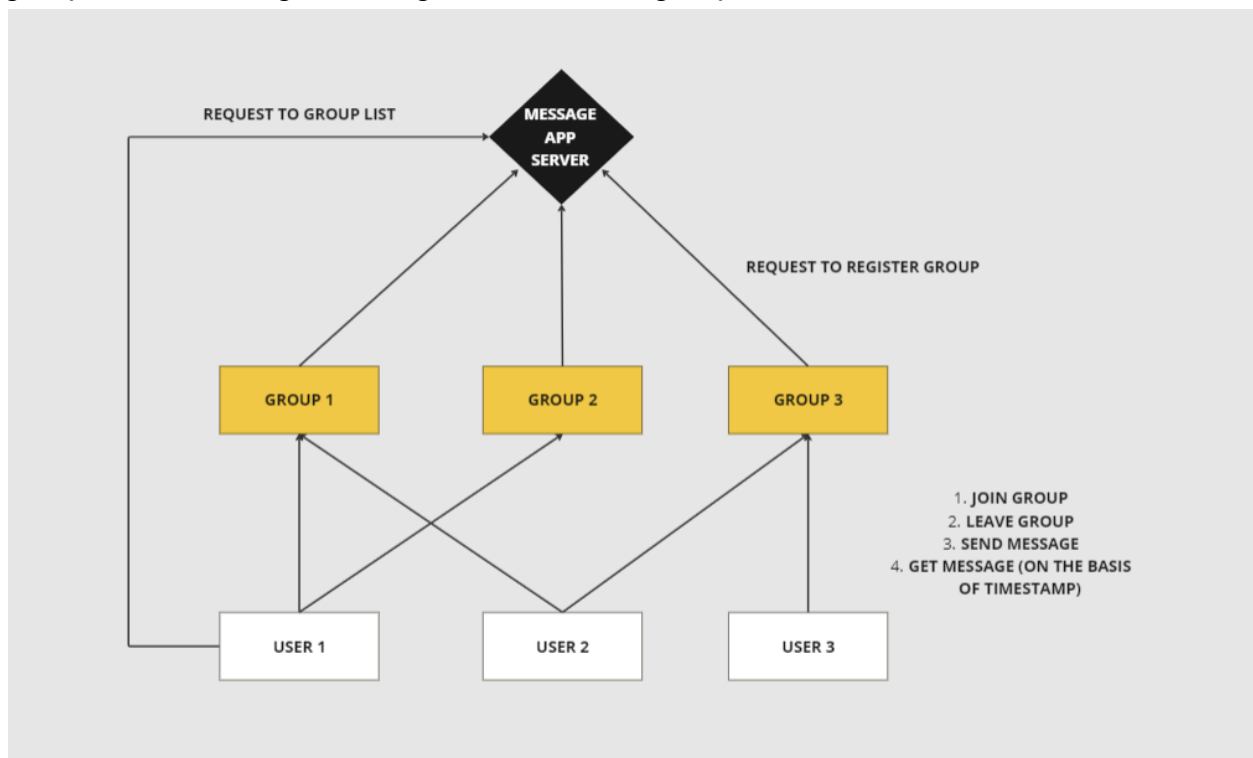 REQUEST TO GROUP LIST
MESSAGE
APP
SERVER
REQUEST TO REGISTER GROUP
GROUP 1
GROUP 2
GROUP 3
1. JOIN GROUP
2. LEAVE GROUP
3. SEND MESSAGE
4. GET MESSAGE (ON THE BASIS
OF TIMESTAMP)
USER 1
USER 2
USER 3